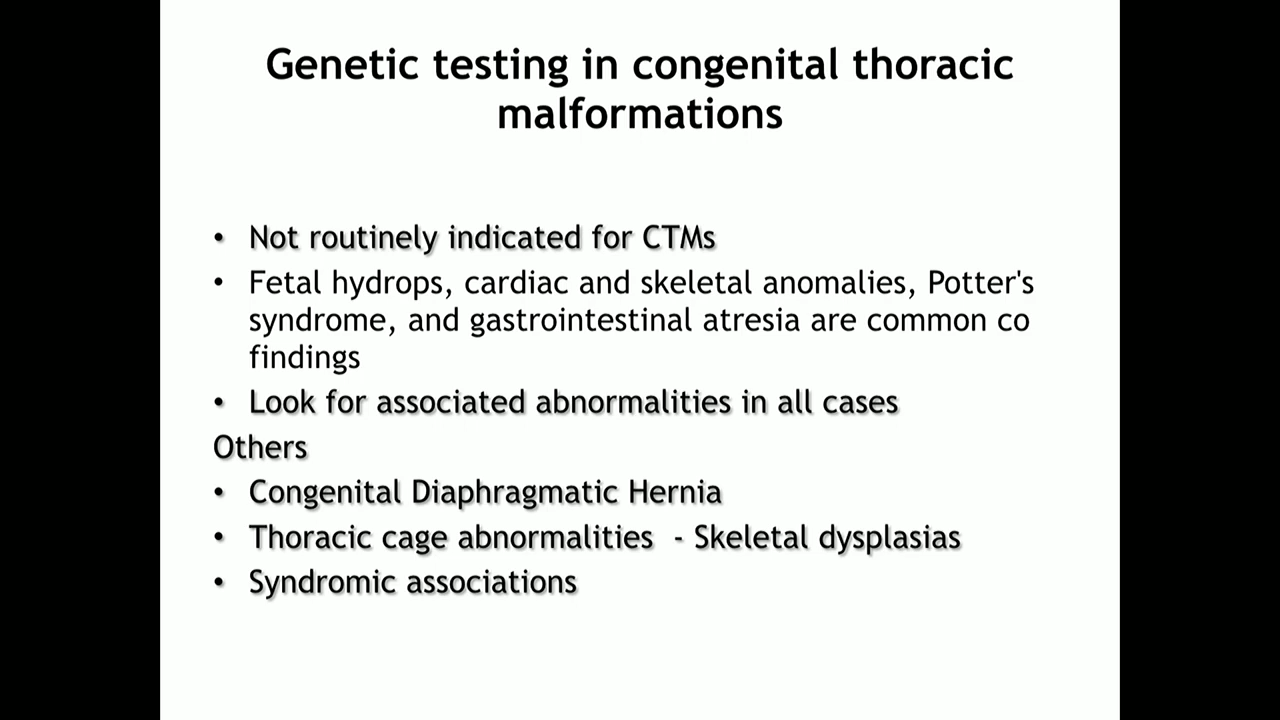 Genetic testing in congenital thoracic
malformations
• Not routinely indicated for CTMs
• Fetal hydrops, cardiac and skeletal anomalies, Potter's
syndrome, and gastrointestinal atresia are common co
findings
• Look for associated abnormalities in all cases
Others
• Congenital Diaphragmatic Hernia
• Thoracic cage abnormalities - Skeletal dysplasias
• Syndromic associations